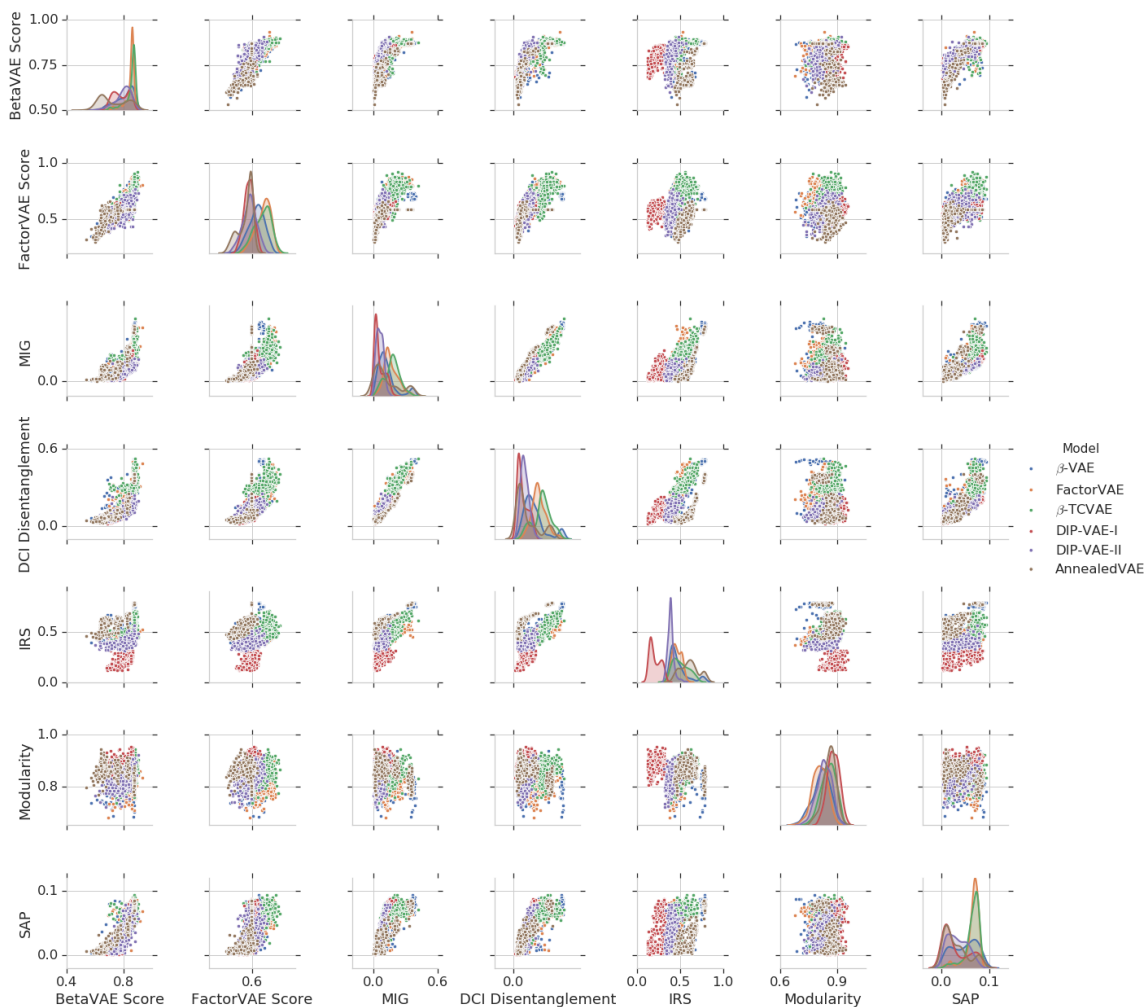 1.00
0.75
0.50
BetaVAE Score
1.0
0.5
FactorVAE Score
0.0
MIG
0.6
0.0
DCI Disentanglement
Model
β-VAE
FactorVAE
β-TCVAE
DIP-VAE-I
DIP-VAE-II
AnnealedVAE
0.5
0.0
IRS
1.0
0.8
Modularity
0.1
0.0
SAP
0.4 0.8
0.6
0.0 0.6
0.0
0.0 0.5 1.0
0.6 0.9
0.0 0.1
BetaVAE Score
FactorVAE Score
MIG
DCI Disentanglement
IRS
Modularity
SAP